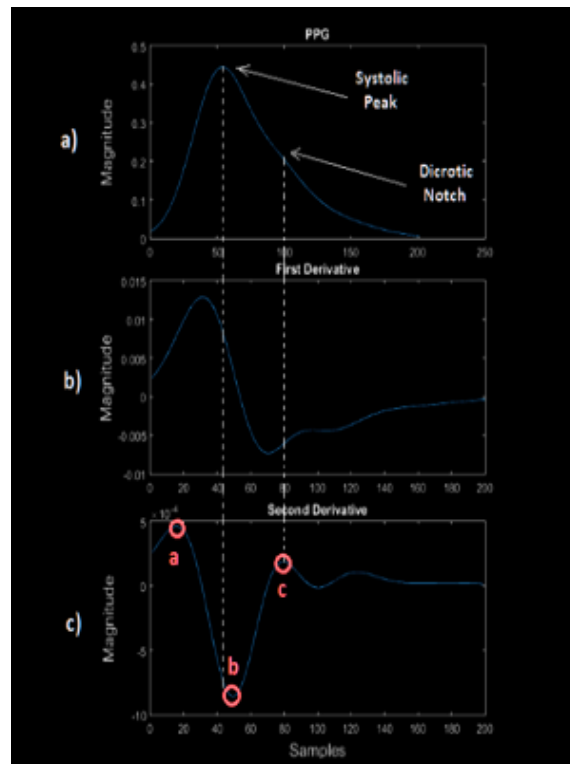 PPG
0.5
0.4
0.3
0.2
0.1
0
Magnitude
a)
Systolic
Peak
Dicrotic
Notch
0 50 100 150 200 250
First Derivative
0.015
0.01
0.005
0
-0.005
-0.01
Magnitude
b)
0 20 40 60 80 100 120 140 160 180 200
Second Derivative
5
0
-5
-10
Magnitude
c)
a
b
c
0 20 40 60 80 100 120 140 160 180 200
Samples